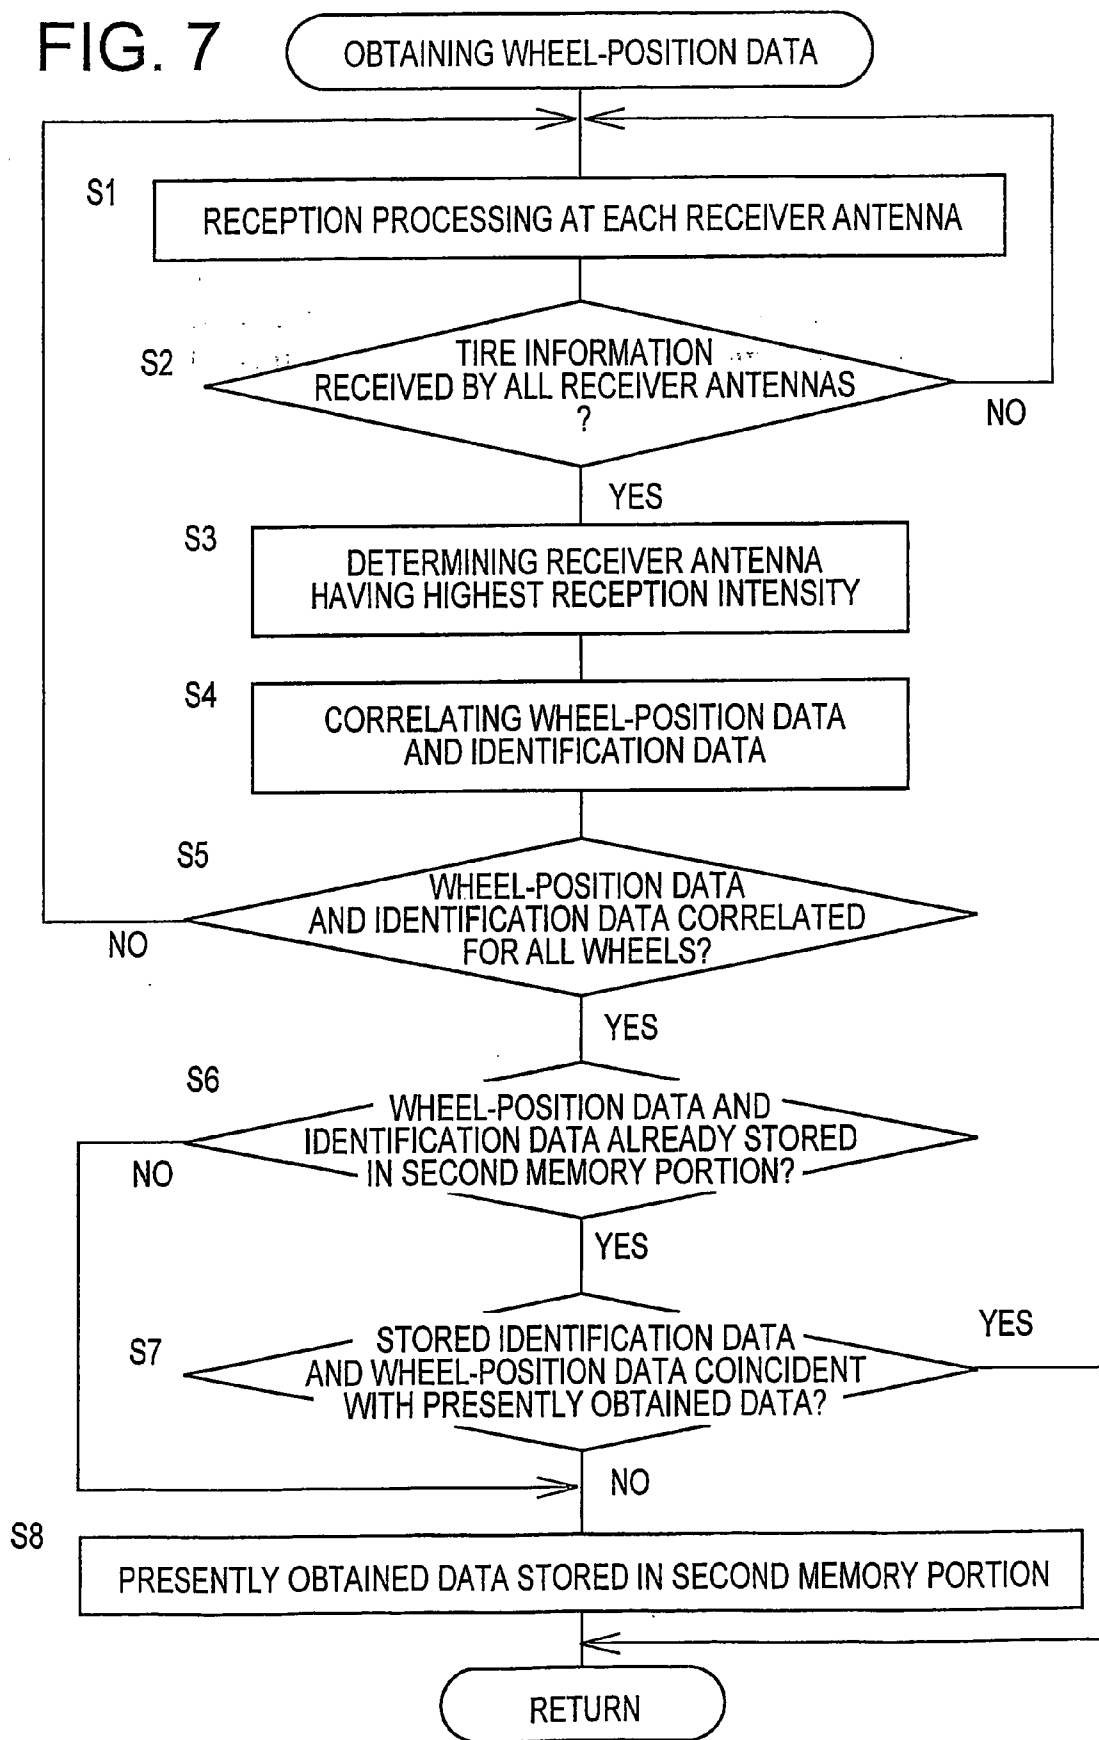 FIG. 7
OBTAINING WHEEL-POSITION DATA
S1
RECEPTION PROCESSING AT EACH RECEIVER ANTENNA
S2
TIRE INFORMATION
RECEIVED BY ALL RECEIVER ANTENNAS
?
NO
YES
S3
DETERMINING RECEIVER ANTENNA
HAVING HIGHEST RECEPTION INTENSITY
S4
CORRELATING WHEEL-POSITION DATA
AND IDENTIFICATION DATA
S5
WHEEL-POSITION DATA
AND IDENTIFICATION DATA CORRELATED
FOR ALL WHEELS?
NO
YES
S6
WHEEL-POSITION DATA AND
IDENTIFICATION DATA ALREADY STORED
IN SECOND MEMORY PORTION?
NO
YES
S7
STORED IDENTIFICATION DATA
AND WHEEL-POSITION DATA COINCIDENT
WITH PRESENTLY OBTAINED DATA?
YES
NO
S8
PRESENTLY OBTAINED DATA STORED IN SECOND MEMORY PORTION
RETURN